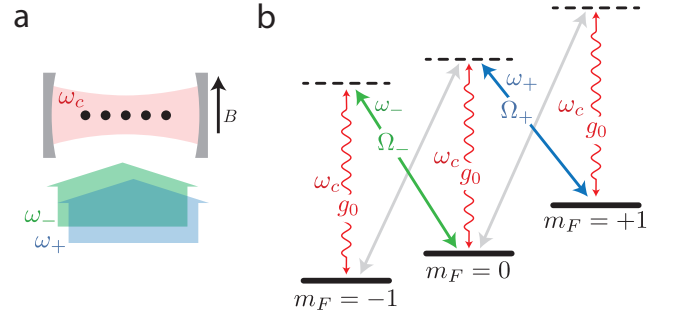 a
ω_c
B
ω_−
ω_+
b
ω_− Ω_− ω_c g_0
ω_+ Ω_+ ω_c g_0
ω_c g_0
m_F = −1
m_F = 0
m_F = +1